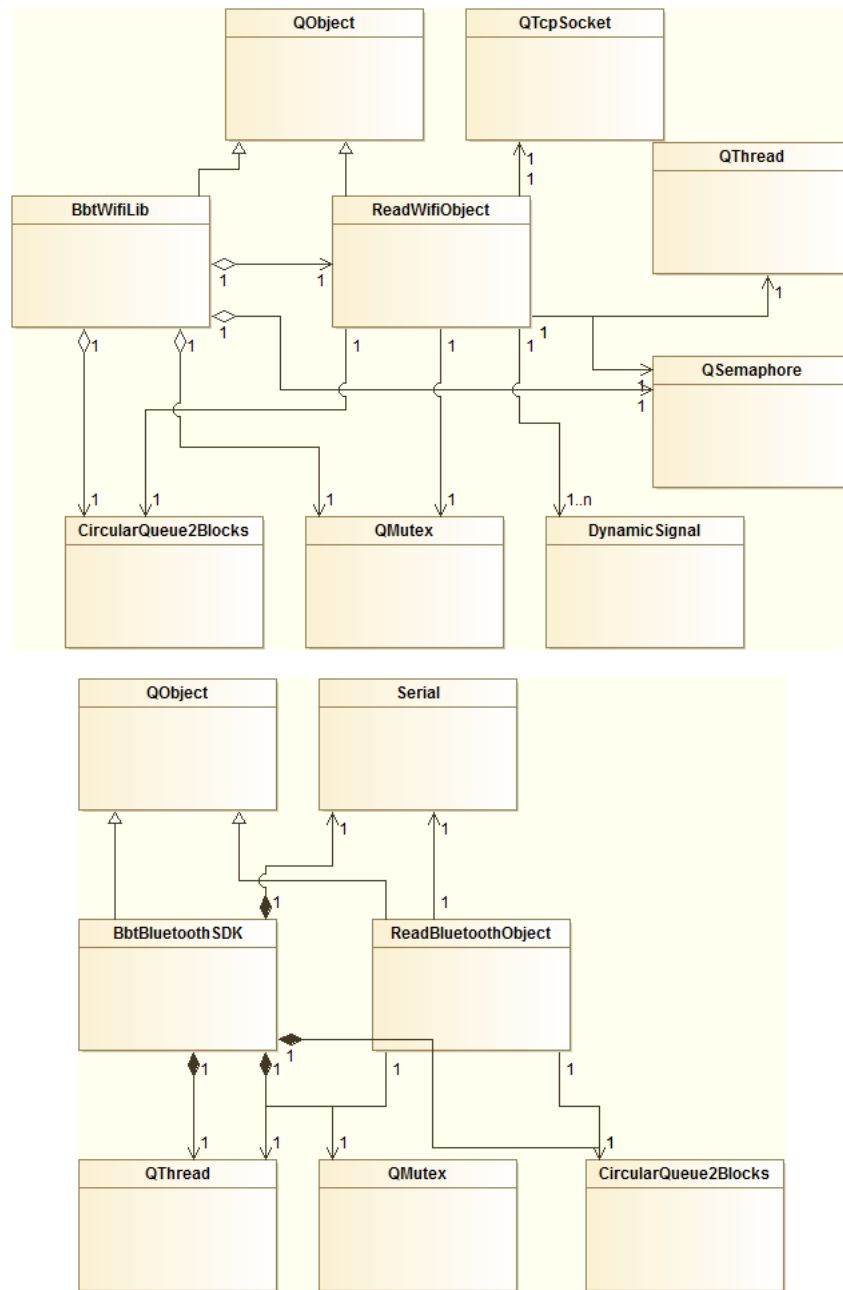 QObject
QTcpSocket
QThread
BbtWifiLib
ReadWifiObject
1
1
1
1
1
1
1
1
1
1
1
1
1
QSemaphore
1
1
1
1
1
1
1..n
CircularQueue2Blocks
QMutex
DynamicSignal
QObject
Serial
1
1
1
BbtBluetoothSDK
ReadBluetoothObject
1
1
1
1
1
1
1
1
1
QThread
QMutex
CircularQueue2Blocks